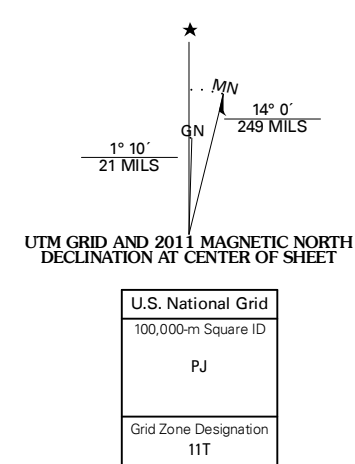 ★
MN
14° 0´
249 MILS
GN
1° 10´
21 MILS
UTM GRID AND 2011 MAGNETIC NORTH
DECLINATION AT CENTER OF SHEET
U.S. National Grid
100,000-m Square ID
PJ
Grid Zone Designation
11T